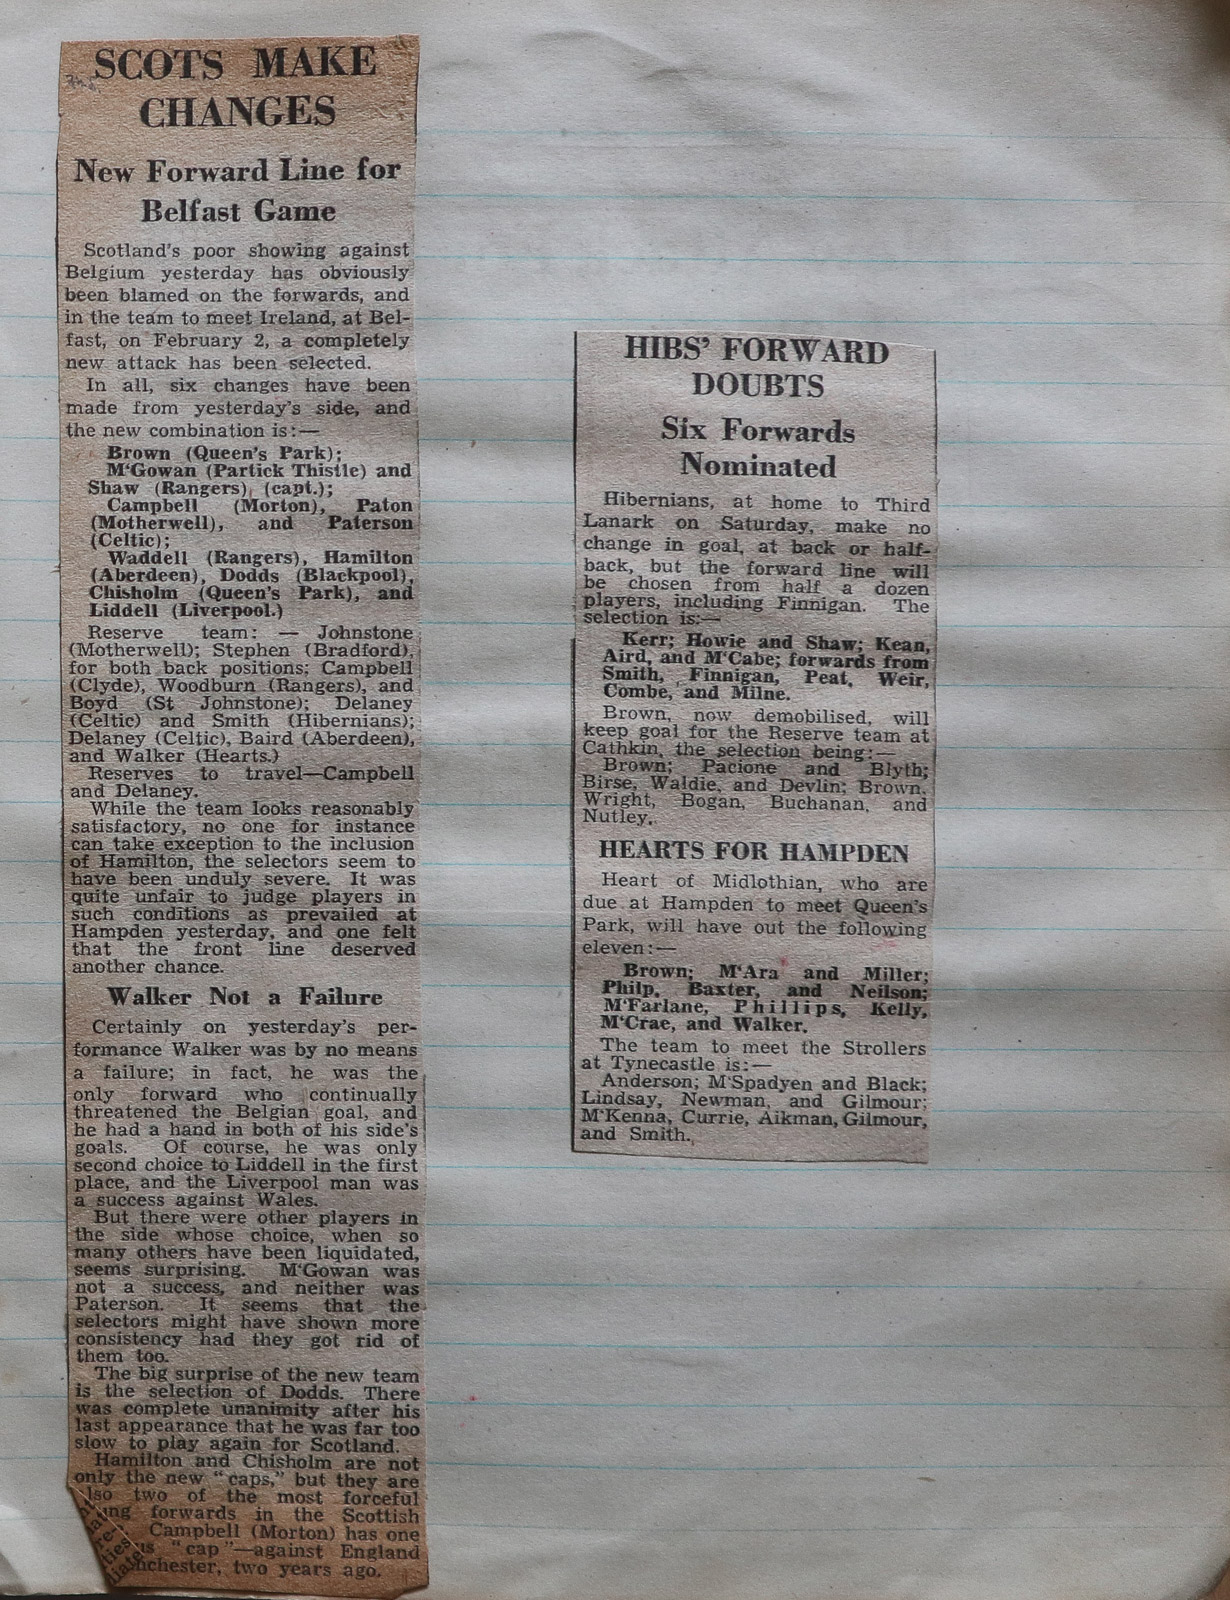 SCOTS MAKE
CHANGES
New Forward Line for
Belfast Game
Scotland's poor showing against
Belgium yesterday has obviously
been blamed on the forwards, and
in the team to meet Ireland, at Bel-
fast, on February 2, a completely
new attack has been selected.
In all, six changes have been
made from yesterday's side, and
the new combination is:—
Brown (Queen's Park);
M'Gowan (Partick Thistle) and
Shaw (Rangers) (capt.);
Campbell (Morton), Paton
(Motherwell), and Paterson
(Celtic);
Waddell (Rangers), Hamilton
(Aberdeen), Dodds (Blackpool),
Chisholm (Queen's Park), and
Liddell (Liverpool.)
Reserve team: — Johnstone
(Motherwell); Stephen (Bradford),
for both back positions; Campbell
(Clyde), Woodburn (Rangers), and
Boyd (St Johnstone); Delaney
(Celtic) and Smith (Hibernians);
Delaney (Celtic), Baird (Aberdeen),
and Walker (Hearts.)
Reserves to travel—Campbell
and Delaney.
While the team looks reasonably
satisfactory, no one for instance
can take exception to the inclusion
of Hamilton, the selectors seem to
have been unduly severe. It was
quite unfair to judge players in
such conditions as prevailed at
Hampden yesterday, and one felt
that the front line deserved
another chance.
Walker Not a Failure
Certainly on yesterday's per-
formance Walker was by no means
a failure; in fact, he was the
only forward who continually
threatened the Belgian goal, and
he had a hand in both of his side's
goals. Of course, he was only
second choice to Liddell in the first
place, and the Liverpool man was
a success against Wales.
But there were other players in
the side whose choice, when so
many others have been liquidated,
seems surprising. M'Gowan was
not a success, and neither was
Paterson. It seems that the
selectors might have shown more
consistency had they got rid of
them too.
The big surprise of the new team
is the selection of Dodds. There
was complete unanimity after his
last appearance that he was far too
slow to play again for Scotland.
Hamilton and Chisholm are not
only the new "caps," but they are
lso two of the most forceful
ng forwards in the Scottish
Campbell (Morton) has one
"cap"—against England
nchester, two years ago.
HIBS' FORWARD
DOUBTS
Six Forwards
Nominated
Hibernians, at home to Third
Lanark on Saturday, make no
change in goal, at back or half-
back, but the forward line will
be chosen from half a dozen
players, including Finnigan. The
selection is:—
Kerr; Howie and Shaw; Kean,
Aird, and M'Cabe; forwards from
Smith, Finnigan, Peat, Weir,
Combe, and Milne.
Brown, now demobilised, will
keep goal for the Reserve team at
Cathkin, the selection being:—
Brown; Pacione and Blyth;
Birse, Waldie, and Devlin; Brown,
Wright, Bogan, Buchanan, and
Nutley.
HEARTS FOR HAMPDEN
Heart of Midlothian, who are
due at Hampden to meet Queen's
Park, will have out the following
eleven:—
Brown; M'Ara and Miller;
Philp, Baxter, and Neilson;
M'Farlane, Phillips, Kelly,
M'Crae, and Walker.
The team to meet the Strollers
at Tynecastle is:—
Anderson; M'Spadyen and Black;
Lindsay, Newman, and Gilmour;
M'Kenna, Currie, Aikman, Gilmour,
and Smith.